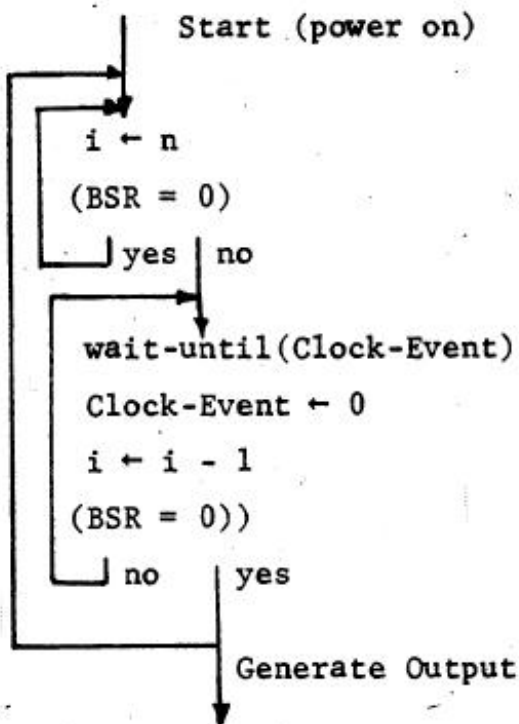 Start (power on)
i ← n
(BSR = 0)
yes no
wait-until(Clock-Event)
Clock-Event ← 0
i ← i - 1
(BSR = 0))
no yes
Generate Output